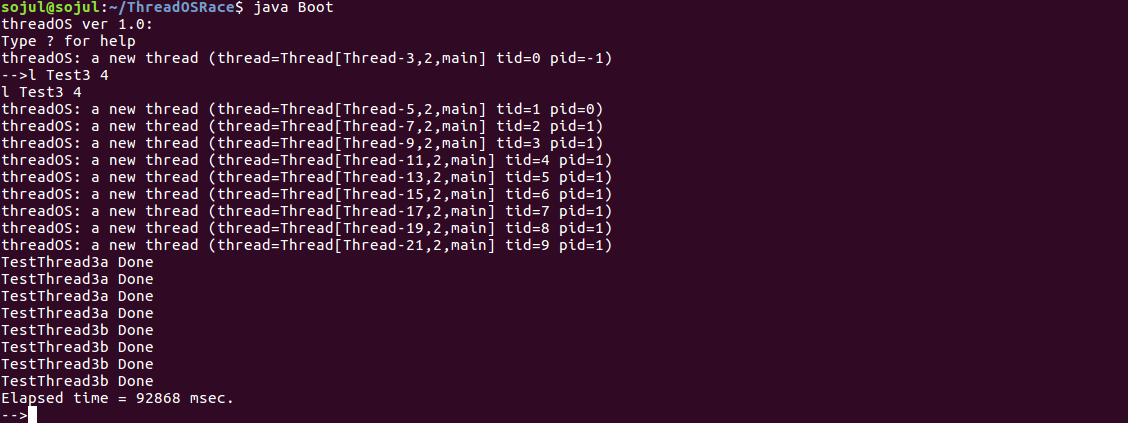 sojul@sojul:~/ThreadOSRace$ java Boot
threadOS ver 1.0:
Type ? for help
threadOS: a new thread (thread=Thread[Thread-3,2,main] tid=0 pid=-1)
-->l Test3 4
l Test3 4
threadOS: a new thread (thread=Thread[Thread-5,2,main] tid=1 pid=0)
threadOS: a new thread (thread=Thread[Thread-7,2,main] tid=2 pid=1)
threadOS: a new thread (thread=Thread[Thread-9,2,main] tid=3 pid=1)
threadOS: a new thread (thread=Thread[Thread-11,2,main] tid=4 pid=1)
threadOS: a new thread (thread=Thread[Thread-13,2,main] tid=5 pid=1)
threadOS: a new thread (thread=Thread[Thread-15,2,main] tid=6 pid=1)
threadOS: a new thread (thread=Thread[Thread-17,2,main] tid=7 pid=1)
threadOS: a new thread (thread=Thread[Thread-19,2,main] tid=8 pid=1)
threadOS: a new thread (thread=Thread[Thread-21,2,main] tid=9 pid=1)
TestThread3a Done
TestThread3a Done
TestThread3a Done
TestThread3a Done
TestThread3b Done
TestThread3b Done
TestThread3b Done
TestThread3b Done
Elapsed time = 92868 msec.
-->